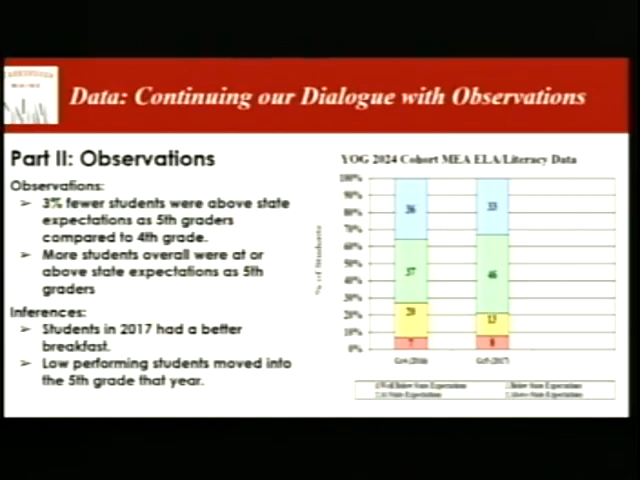 Data: Continuing our Dialogue with Observations
Part II: Observations
Observations:
➢ 3% fewer students were above state
expectations as 5th graders
compared to 4th grade.
➢ More students overall were at or
above state expectations as 5th
graders
Inferences:
➢ Students in 2017 had a better
breakfast.
➢ Low performing students moved into
the 5th grade that year.
YOG 2024 Cohort MEA ELA/Literacy Data
% of Students
100%
90%
80%
70%
60%
50%
40%
30%
20%
10%
0%
36
37
20
7
33
46
13
8
Gr4 (2016)
Gr5 (2017)